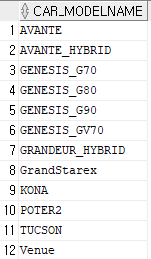 CAR_MODELNAME
1 AVANTE
2 AVANTE_HYBRID
3 GENESIS_G70
4 GENESIS_G80
5 GENESIS_G90
6 GENESIS_GV70
7 GRANDEUR_HYBRID
8 GrandStarex
9 KONA
10 POTER2
11 TUCSON
12 Venue